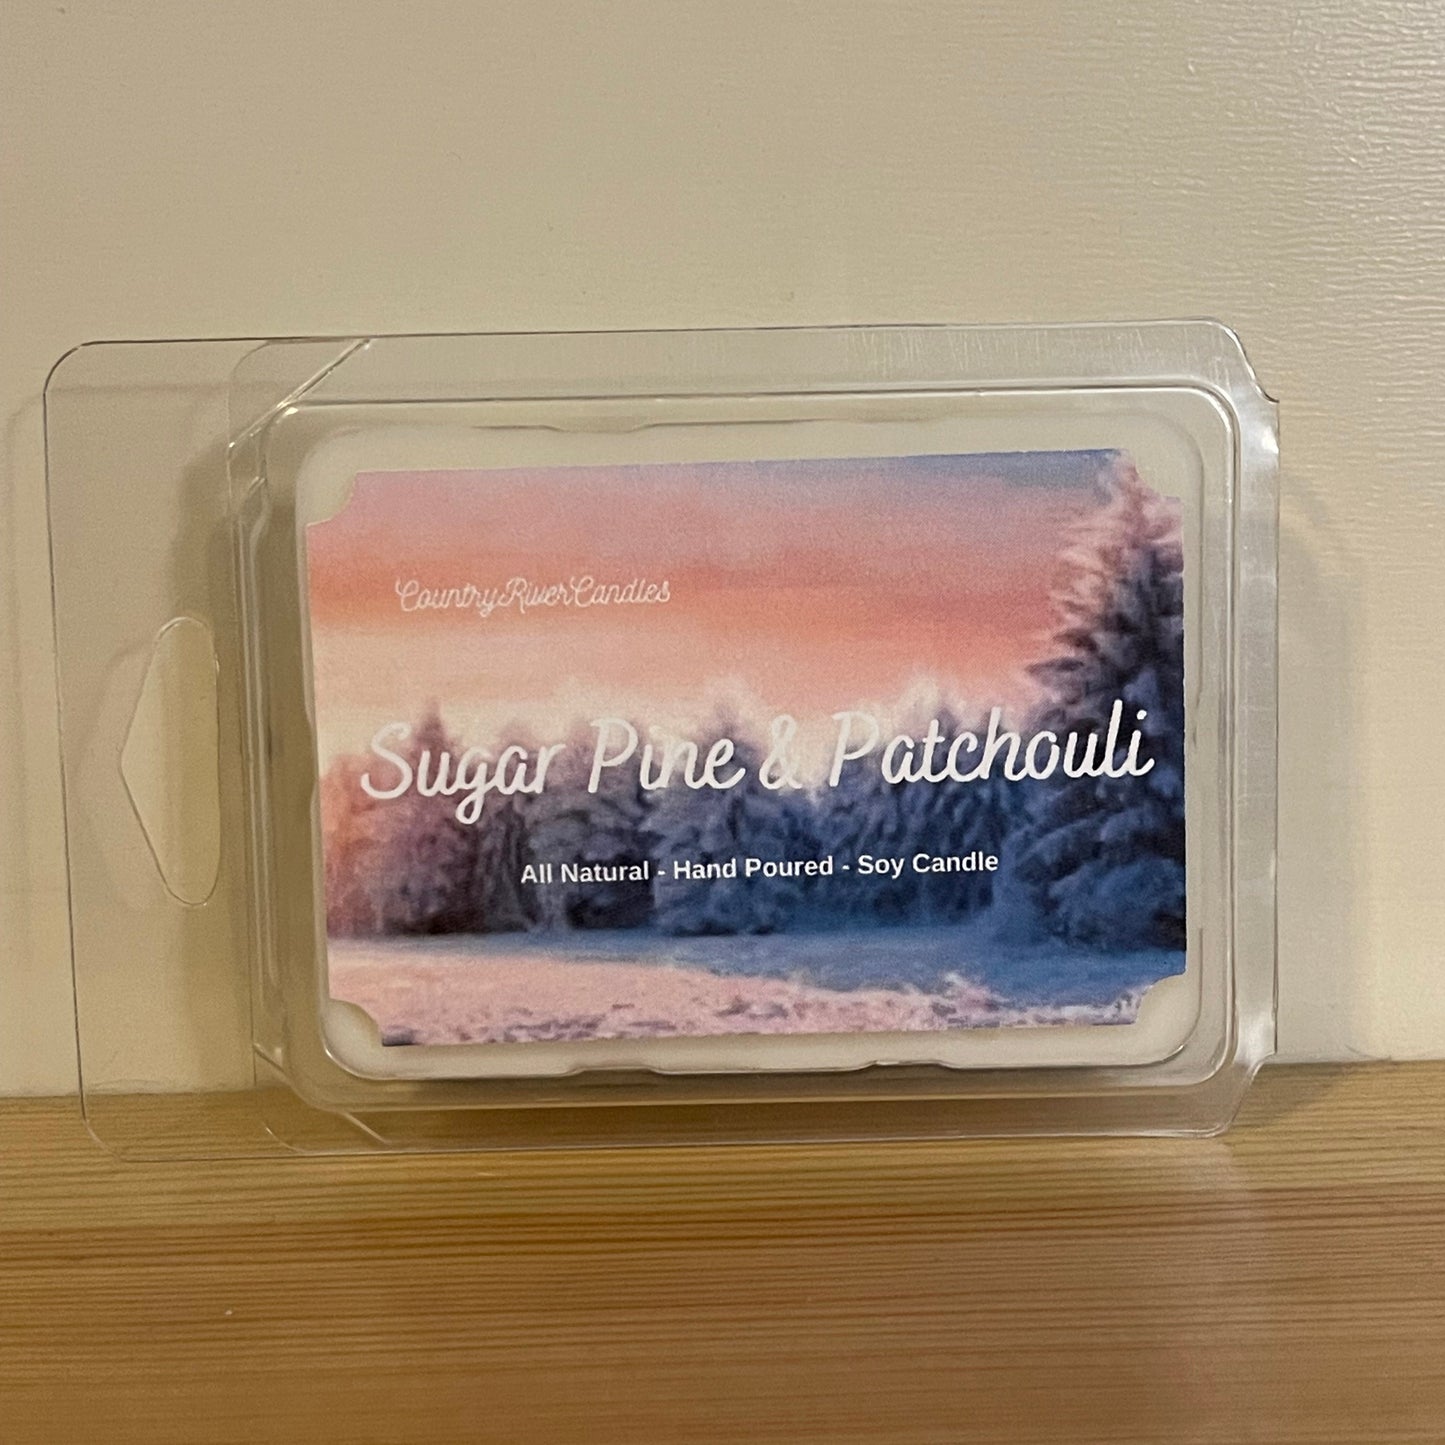 CountryRiverCandles
Sugar Pine & Patchouli
All Natural - Hand Poured - Soy Candle